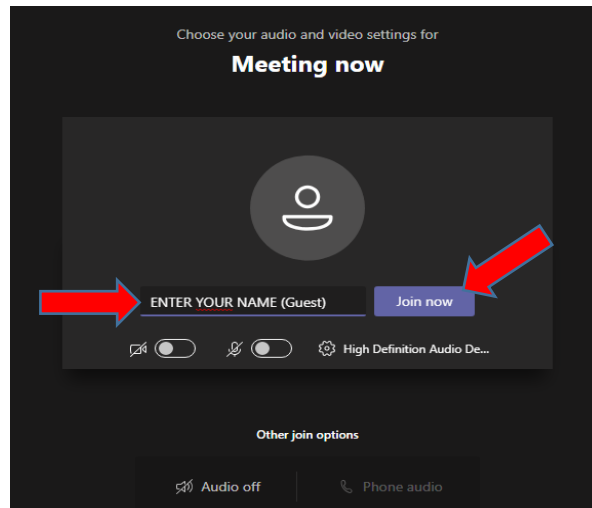 Choose your audio and video settings for
Meeting now
ENTER YOUR NAME (Guest)
Join now
High Definition Audio De...
Other join options
Audio off
Phone audio